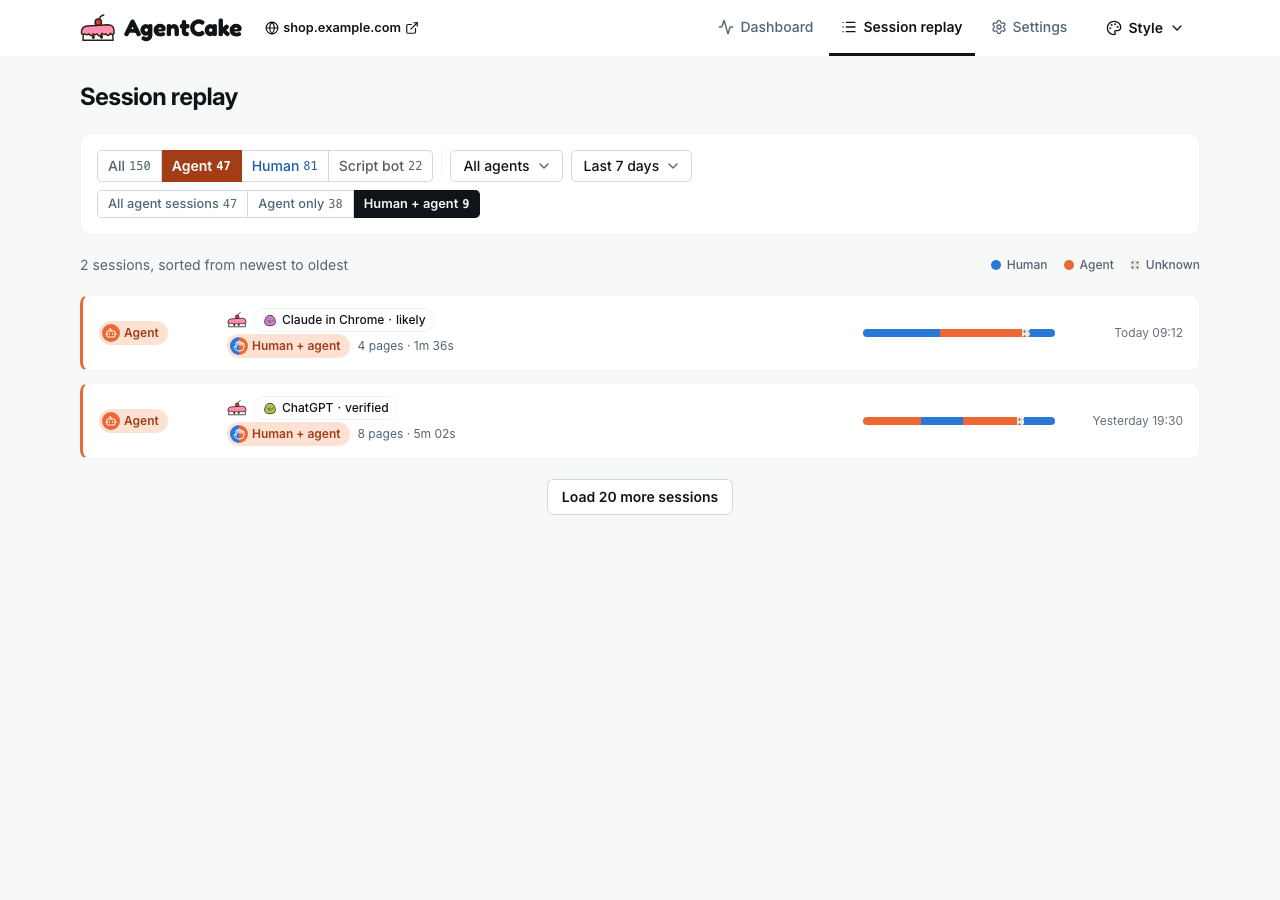 AgentCake shop.example.com Dashboard Session replay Settings Style
Session replay
All 150 Agent 47 Human 81 Script bot 22 All agents Last 7 days
All agent sessions 47 Agent only 38 Human + agent 9
2 sessions, sorted from newest to oldest Human Agent Unknown
Agent Claude in Chrome · likely
Human + agent 4 pages · 1m 36s Today 09:12
Agent ChatGPT · verified
Human + agent 8 pages · 5m 02s Yesterday 19:30
Load 20 more sessions